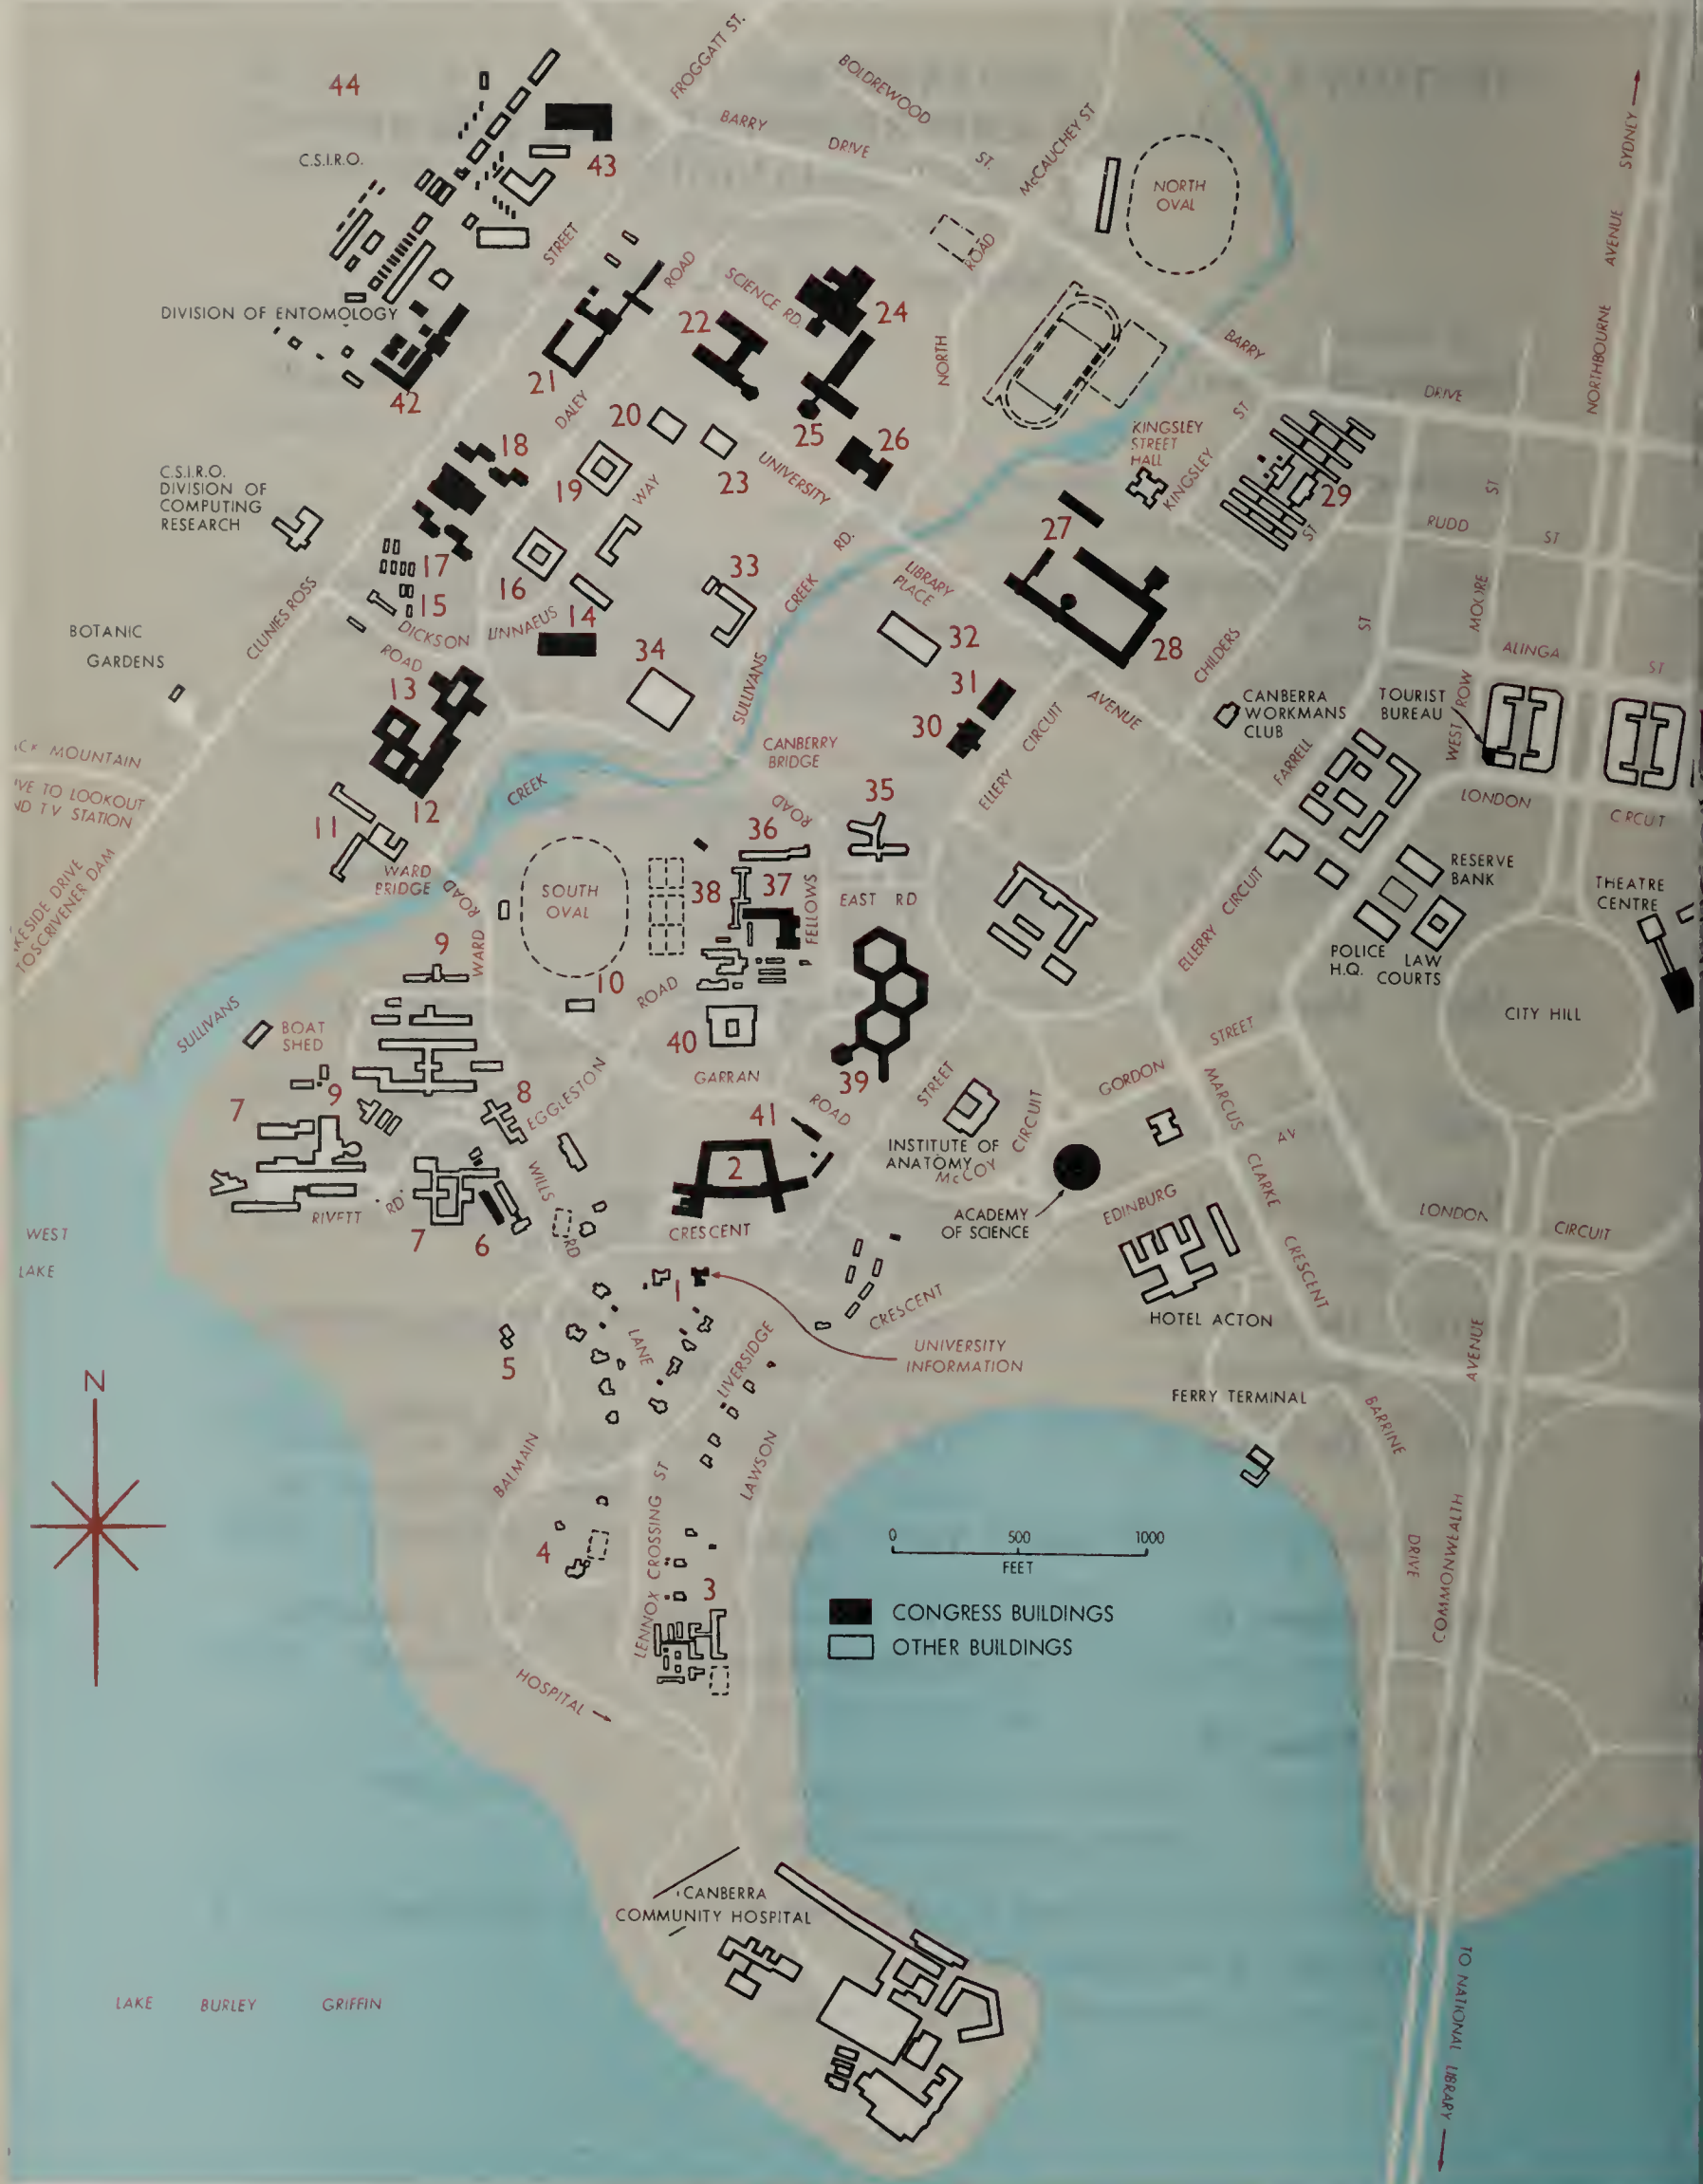 FROGGATT ST.
BOLDREWOOD
ST.
BARRY
DRIVE
McCAUCHEY ST
SYDNEY
NORTHBOURNE AVENUE
44
C.S.I.R.O.
43
NORTH
OVAL
STREET
ROAD
SCIENCE RD.
ROAD
NORTH
DIVISION OF ENTOMOLOGY
22
24
21
42
DALEY
20
25
26
BARRY
DRIVE
KINGSLEY
STREET
HALL
KINGSLEY
ST
18
19
WAY
23
UNIVERSITY
C.S.I.R.O.
DIVISION OF
COMPUTING
RESEARCH
29
ST
RUDD
ST
ST
MOORE
27
RD.
17
16
15
14
LINNAEUS
DICKSON
ROAD
33
CREEK
SULLIVANS
LIBRARY
PLACE
32
28
CHILDERS
ST
ALINGA
ST
BOTANIC
GARDENS
CLUNIES ROSS
34
13
31
30
AVENUE
CIRCUIT
ELLERY
CANBERRA
WORKMANS
CLUB
TOURIST
BUREAU
WEST ROW
FARRELL
CANBERRY
BRIDGE
ROAD
CK MOUNTAIN
VE TO LOOKOUT
ND TV STATION
KESIDE DRIVE
TOSCRIVENER DAM
CREEK
12
11
35
36
LONDON
CIRCUT
WARD
BRIDGE
ROAD
WARD
SOUTH
OVAL
38
37
FELLOWS
EAST RD
ELLERRY CIRCUIT
RESERVE
BANK
THEATRE
CENTRE
POLICE
H.Q.
LAW
COURTS
9
10
ROAD
CITY HILL
SULLIVANS
BOAT
SHED
40
39
GARRAN
ROAD
STREET
GORDON
STREET
MARCUS
CLARKE
CRESCENT
AV
9
8
EGGLESTON
7
41
2
INSTITUTE OF
ANATOMY
McCOY
CIRCUIT
WILLS
RD
RIVETT
RD
7
6
CRESCENT
ACADEMY
OF SCIENCE
EDINBURG
LONDON
CIRCUIT
WEST
LAKE
1
CRESCENT
HOTEL ACTON
UNIVERSITY
INFORMATION
5
LANE
LIVERSIDGE
AVENUE
N
FERRY TERMINAL
BARRINE
DRIVE
BALMAIN
LAWSON
LENNOX CROSSING ST
4
0 500 1000
FEET
COMMONWEALTH
3
CONGRESS BUILDINGS
OTHER BUILDINGS
HOSPITAL
CANBERRA
COMMUNITY HOSPITAL
LAKE BURLEY GRIFFIN
TO NATIONAL LIBRARY